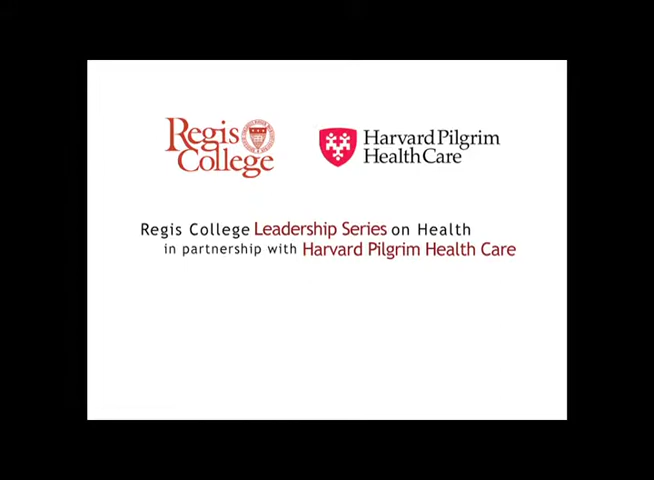 Regis College
Harvard Pilgrim
HealthCare
Regis College Leadership Series on Health
in partnership with Harvard Pilgrim Health Care